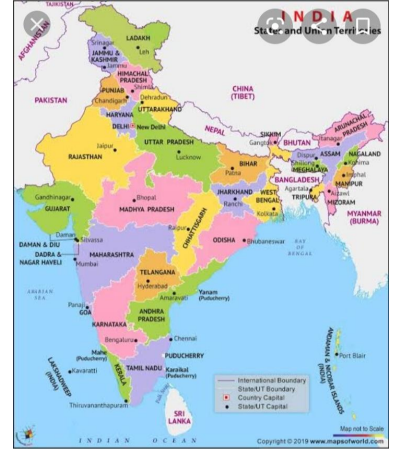 INDIA
State and Union Territories
TAJIKISTAN
AFGHANISTAN
PAKISTAN
CHINA
(TIBET)
NEPAL
BHUTAN
BANGLADESH
MYANMAR
(BURMA)
SRI
LANKA
LADAKH
Leh
Srinagar
JAMMU &
KASHMIR
Jammu
HIMACHAL
PRADESH
Shimla
PUNJAB
Chandigarh
Dehradun
UTTARAKHAND
HARYANA
DELHI
New Delhi
RAJASTHAN
Jaipur
UTTAR PRADESH
Lucknow
BIHAR
Patna
SIKKIM
Gangtok
ARUNACHAL
PRADESH
Itanagar
ASSAM
Dispur
NAGALAND
Kohima
Shillong
MEGHALAYA
Imphal
MANIPUR
Agartala
TRIPURA
Aizawl
MIZORAM
WEST
BENGAL
Kolkata
JHARKHAND
Ranchi
GUJARAT
Gandhinagar
Bhopal
MADHYA PRADESH
CHHATTISGARH
Raipur
ODISHA
Bhubaneswar
Daman
Silvassa
DAMAN & DIU
DADRA &
NAGAR HAVELI
Mumbai
MAHARASHTRA
TELANGANA
Hyderabad
Amaravati
Yanam
(Puducherry)
ANDHRA
PRADESH
Panaji
GOA
KARNATAKA
Bengaluru
Chennai
PUDUCHERRY
Mahe
(Puducherry)
Karaikal
(Puducherry)
TAMIL NADU
KERALA
Thiruvananthapuram
LAKSHADWEEP
(INDIA)
Kavaratti
ANDAMAN & NICOBAR ISLANDS
(INDIA)
Port Blair
ARABIAN
SEA
BAY
OF
BENGAL
INDIAN OCEAN
International Boundary
State/UT Boundary
Country Capital
State/UT Capital
Map not to Scale
Copyright © 2019 www.mapsofworld.com